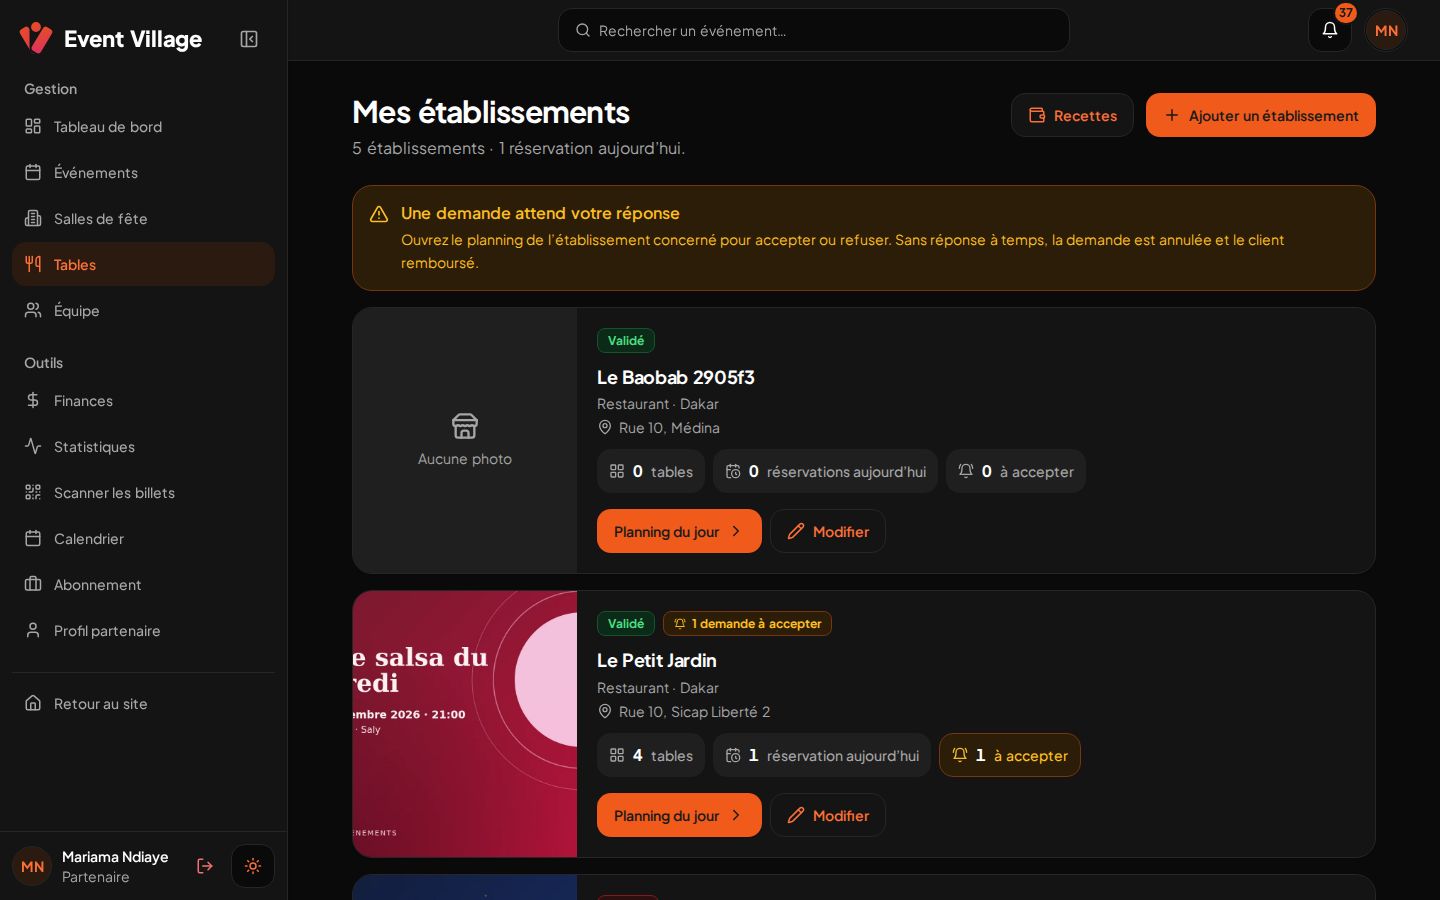 Event Village
Rechercher un événement...
37
MN
Gestion
Tableau de bord
Événements
Salles de fête
Tables
Équipe
Outils
Finances
Statistiques
Scanner les billets
Calendrier
Abonnement
Profil partenaire
Retour au site
MN
Mariama Ndiaye
Partenaire
Mes établissements
5 établissements · 1 réservation aujourd’hui.
Recettes
Ajouter un établissement
Une demande attend votre réponse
Ouvrez le planning de l’établissement concerné pour accepter ou refuser. Sans réponse à temps, la demande est annulée et le client
remboursé.
Aucune photo
Validé
Le Baobab 2905f3
Restaurant · Dakar
Rue 10, Médina
0 tables
0 réservations aujourd’hui
0 à accepter
Planning du jour
Modifier
e salsa du
redi
embre 2026 · 21:00
· Saly
ÉNEMENTS
Validé
1 demande à accepter
Le Petit Jardin
Restaurant · Dakar
Rue 10, Sicap Liberté 2
4 tables
1 réservation aujourd’hui
1 à accepter
Planning du jour
Modifier